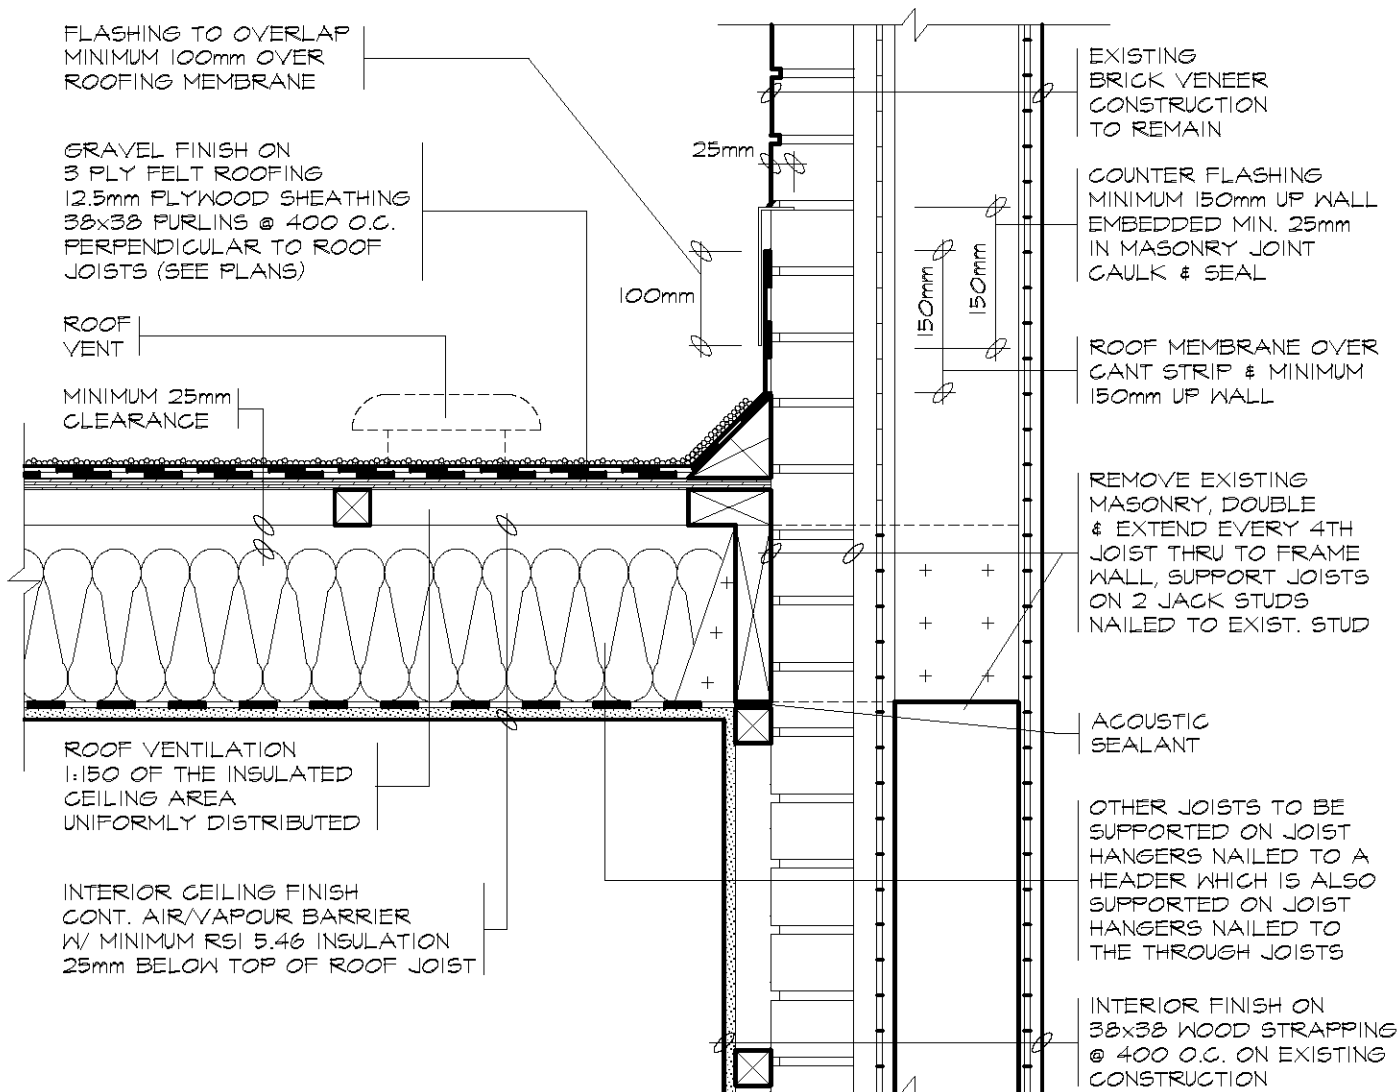 FLASHING TO OVERLAP
MINIMUM 100mm OVER
ROOFING MEMBRANE
GRAVEL FINISH ON
3 PLY FELT ROOFING
12.5mm PLYWOOD SHEATHING
38x38 PURLINS @ 400 O.C.
PERPENDICULAR TO ROOF
JOISTS (SEE PLANS)
ROOF
VENT
MINIMUM 25mm
CLEARANCE
ROOF VENTILATION
1:150 OF THE INSULATED
CEILING AREA
UNIFORMLY DISTRIBUTED
INTERIOR CEILING FINISH
CONT. AIR/VAPOUR BARRIER
W/ MINIMUM RSI 5.46 INSULATION
25mm BELOW TOP OF ROOF JOIST
25mm
100mm
150mm
150mm
EXISTING
BRICK VENEER
CONSTRUCTION
TO REMAIN
COUNTER FLASHING
MINIMUM 150mm UP WALL
EMBEDDED MIN. 25mm
IN MASONRY JOINT
CAULK & SEAL
ROOF MEMBRANE OVER
CANT STRIP & MINIMUM
150mm UP WALL
REMOVE EXISTING
MASONRY, DOUBLE
& EXTEND EVERY 4TH
JOIST THRU TO FRAME
WALL, SUPPORT JOISTS
ON 2 JACK STUDS
NAILED TO EXIST. STUD
ACOUSTIC
SEALANT
OTHER JOISTS TO BE
SUPPORTED ON JOIST
HANGERS NAILED TO A
HEADER WHICH IS ALSO
SUPPORTED ON JOIST
HANGERS NAILED TO
THE THROUGH JOISTS
INTERIOR FINISH ON
38x38 WOOD STRAPPING
@ 400 O.C. ON EXISTING
CONSTRUCTION